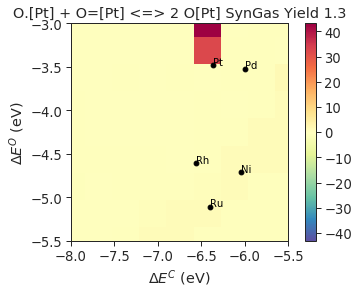 O.[Pt] + O=[Pt] <=> 2 O[Pt] SynGas Yield 1.3
−3.0
−3.5
−4.0
−4.5
−5.0
−5.5
ΔE^O (eV)
Pt
Pd
Rh
Ni
Ru
−8.0 −7.5 −7.0 −6.5 −6.0 −5.5
ΔE^C (eV)
40
30
20
10
0
−10
−20
−30
−40